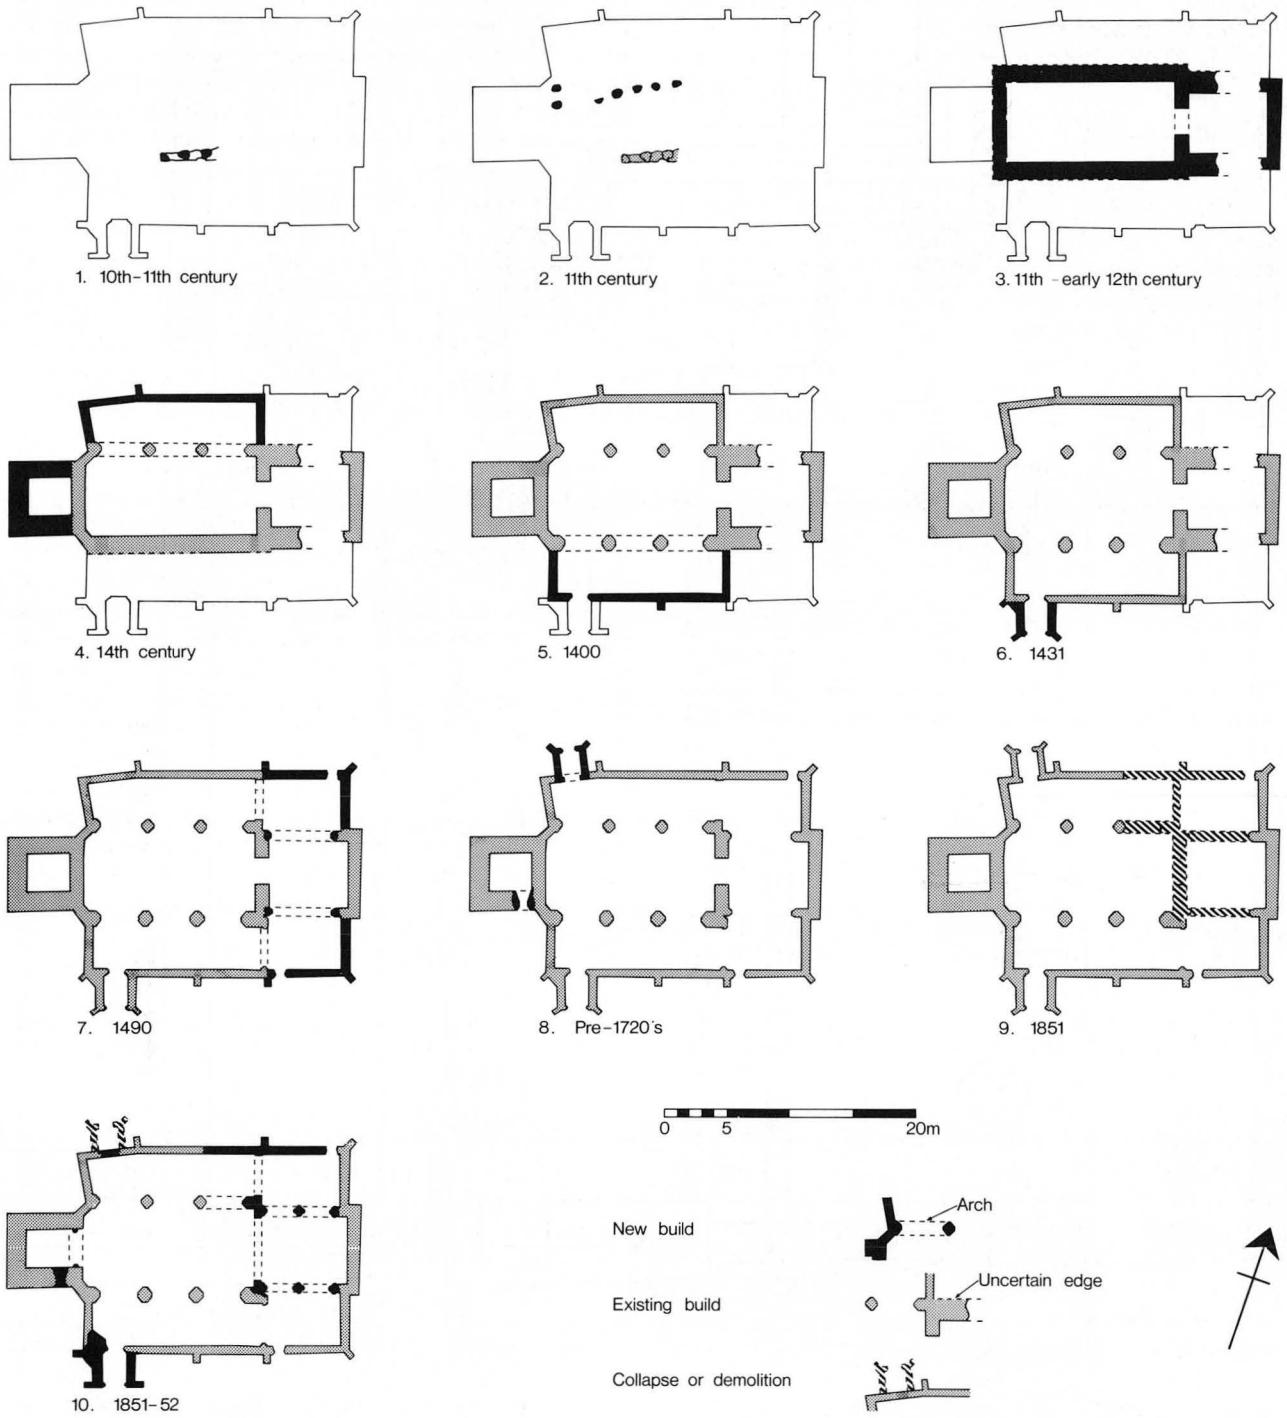 1. 10th-11th century
2. 11th century
3. 11th - early 12th century
4. 14th century
5. 1400
6. 1431
7. 1490
8. Pre-1720's
9. 1851
10. 1851-52
0 5 20m
New build
Arch
Existing build
Uncertain edge
Collapse or demolition